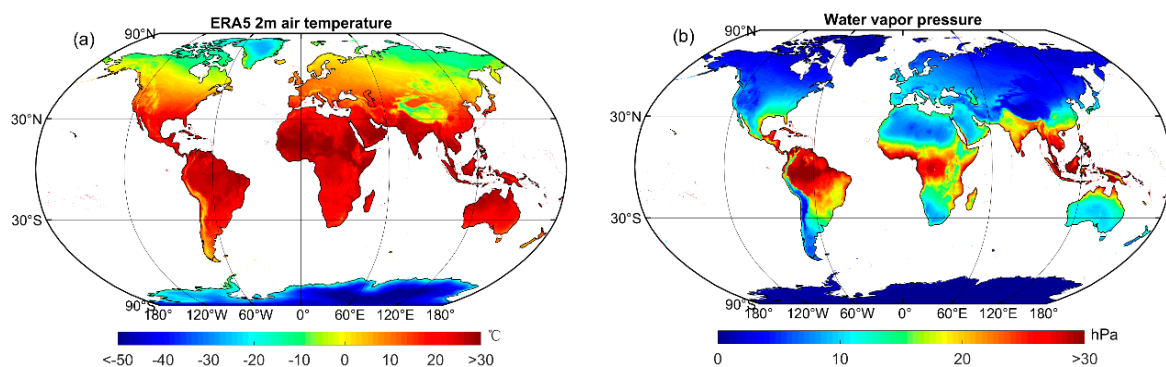 ERA5 2m air temperature
(a)
90°N
30°N
30°S
90°S
180° 120°W 60°W 0° 60°E 120°E 180°
<-50 -40 -30 -20 -10 0 10 20 >30 ℃
Water vapor pressure
(b)
90°N
30°N
30°S
90°S
180° 120°W 60°W 0° 60°E 120°E 180°
0 10 20 >30 hPa